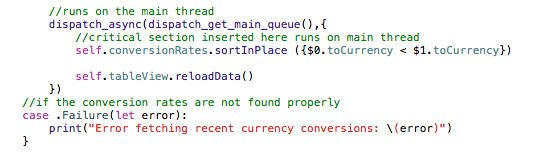 //runs on the main thread
dispatch_async(dispatch_get_main_queue(),{
//critical section inserted here runs on main thread
self.conversionRates.sortInPlace ({$0.toCurrency < $1.toCurrency})
self.tableView.reloadData()
})
//if the conversion rates are not found properly
case .Failure(let error):
print("Error fetching recent currency conversions: \(error)")
}